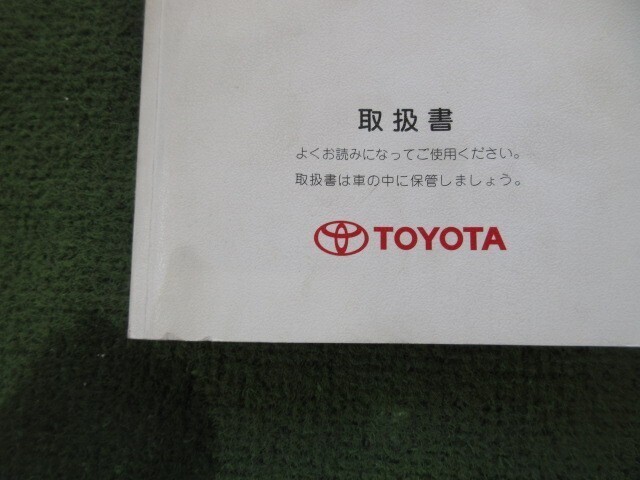 取扱書
よくお読みになってご使用ください。
取扱書は車の中に保管しましょう。
TOYOTA